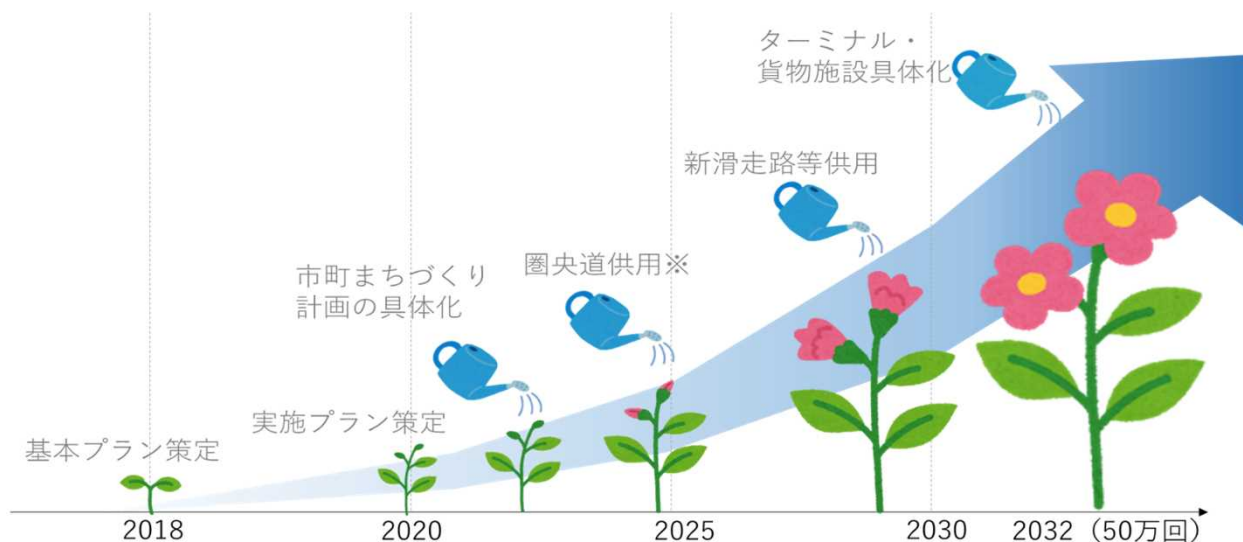 ターミナル・
貨物施設具体化
新滑走路等供用
圏央道供用※
市町まちづくり
計画の具体化
実施プラン策定
基本プラン策定
2018
2020
2025
2030
2032（50万回）